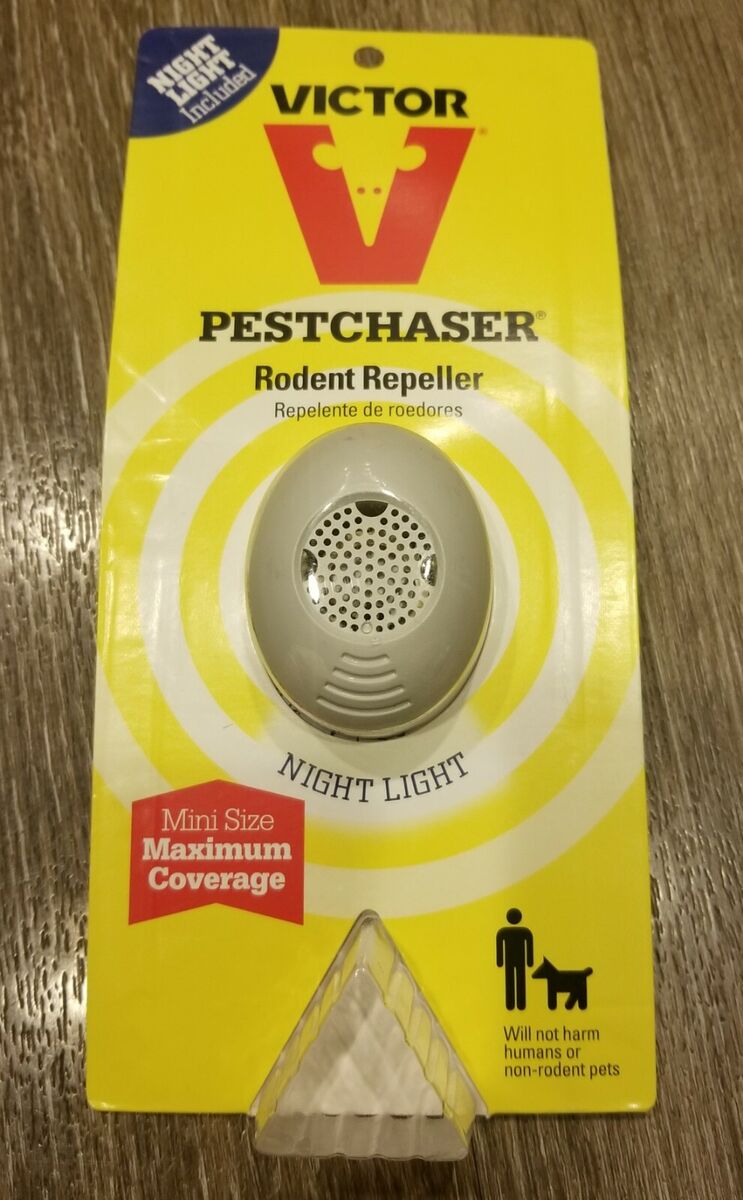 NIGHT
LIGHT
Included
VICTOR
V
®
PESTCHASER®
Rodent Repeller
Repelente de roedores
NIGHT LIGHT
Mini Size
Maximum
Coverage
Will not harm
humans or
non-rodent pets